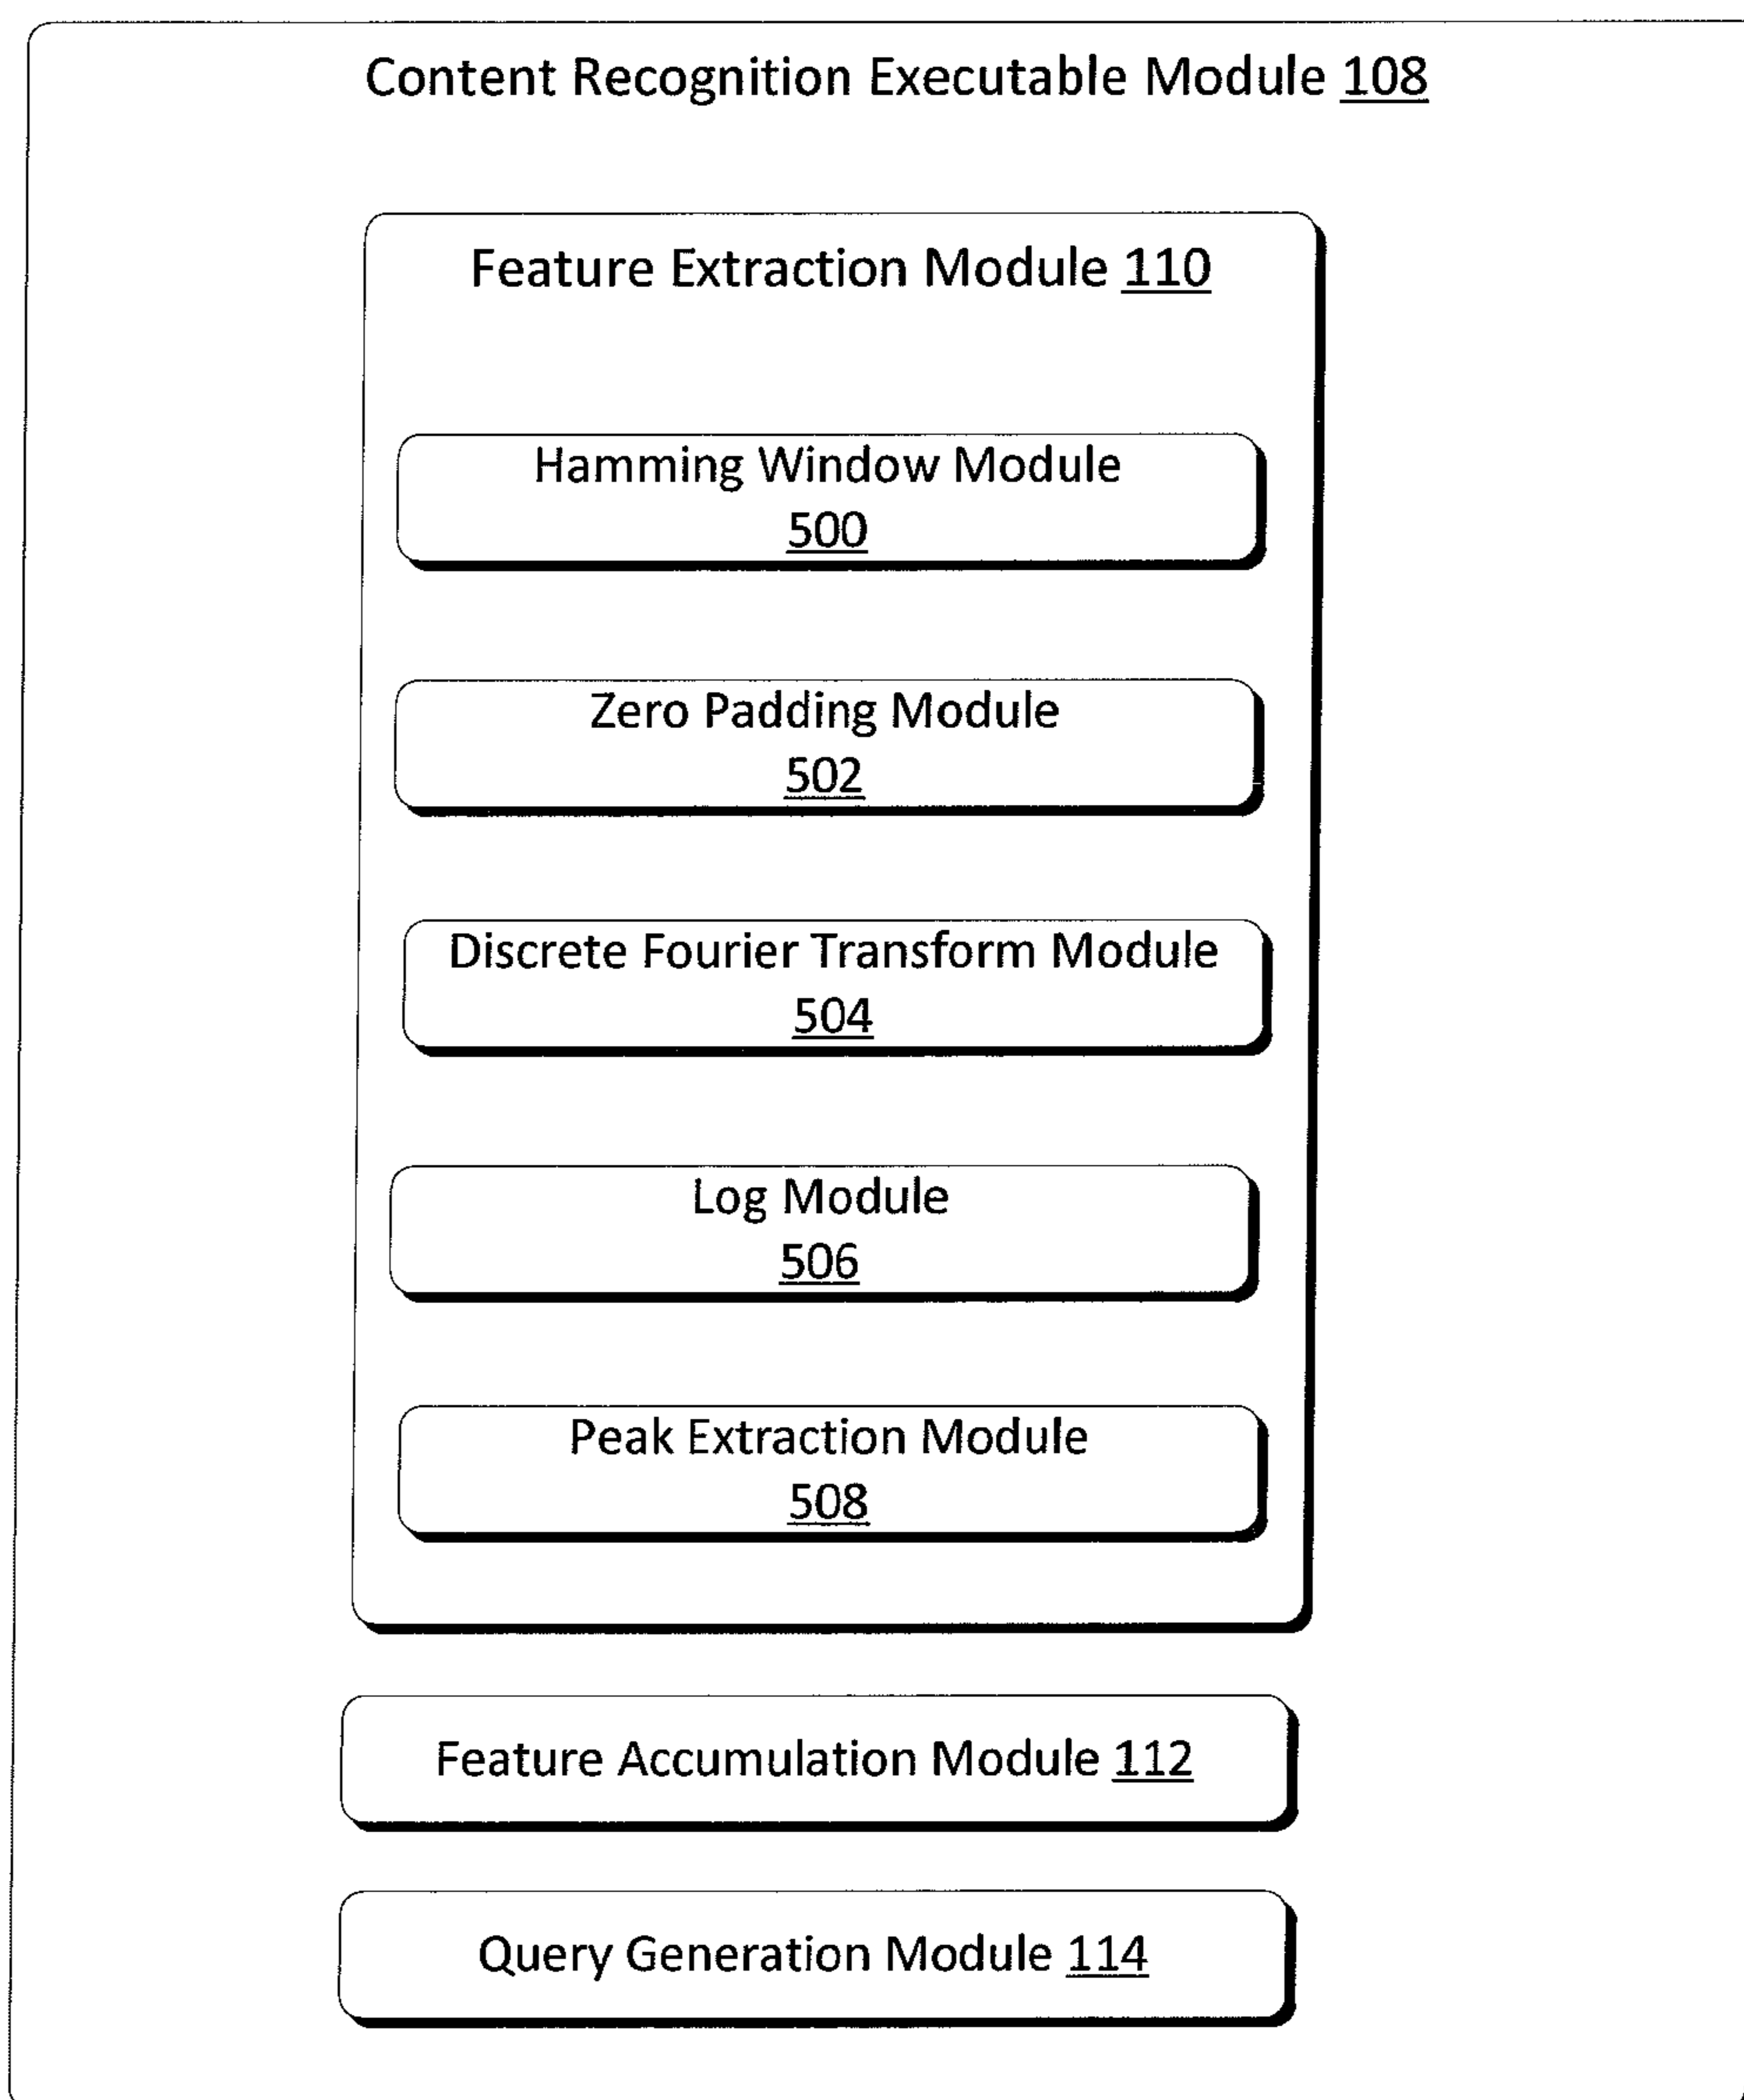 Content Recognition Executable Module 108
Feature Extraction Module 110
Hamming Window Module
500
Zero Padding Module
502
Discrete Fourier Transform Module
504
Log Module
506
Peak Extraction Module
508
Feature Accumulation Module 112
Query Generation Module 114